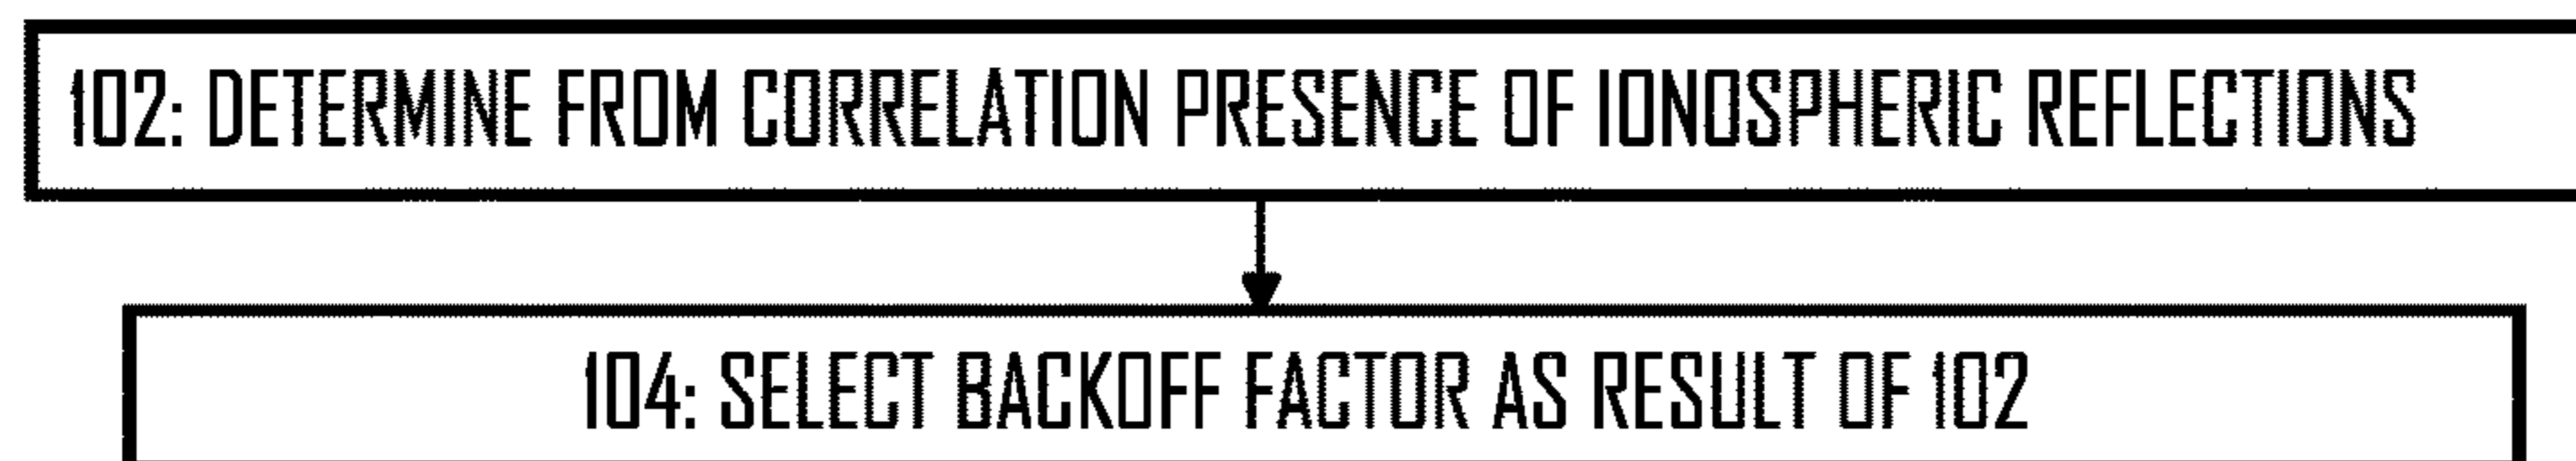 102: DETERMINE FROM CORRELATION PRESENCE OF IONOSPHERIC REFLECTIONS
104: SELECT BACKOFF FACTOR AS RESULT OF 102